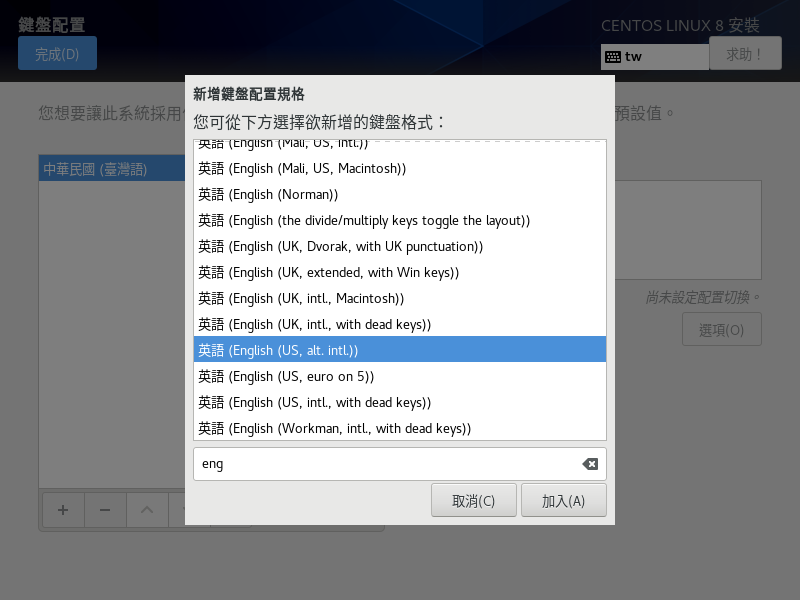 鍵盤配置
CENTOS LINUX 8 安裝
完成(D)
tw
求助！
您想要讓此系統採用
預設值。
中華民國 (臺灣語)
新增鍵盤配置規格
您可從下方選擇欲新增的鍵盤格式：
英語 (English (Mali, US, intl.))
英語 (English (Mali, US, Macintosh))
英語 (English (Norman))
英語 (English (the divide/multiply keys toggle the layout))
英語 (English (UK, Dvorak, with UK punctuation))
英語 (English (UK, extended, with Win keys))
英語 (English (UK, intl., Macintosh))
英語 (English (UK, intl., with dead keys))
英語 (English (US, alt. intl.))
英語 (English (US, euro on 5))
英語 (English (US, intl., with dead keys))
英語 (English (Workman, intl., with dead keys))
eng
取消(C)
加入(A)
尚未設定配置切換。
選項(O)